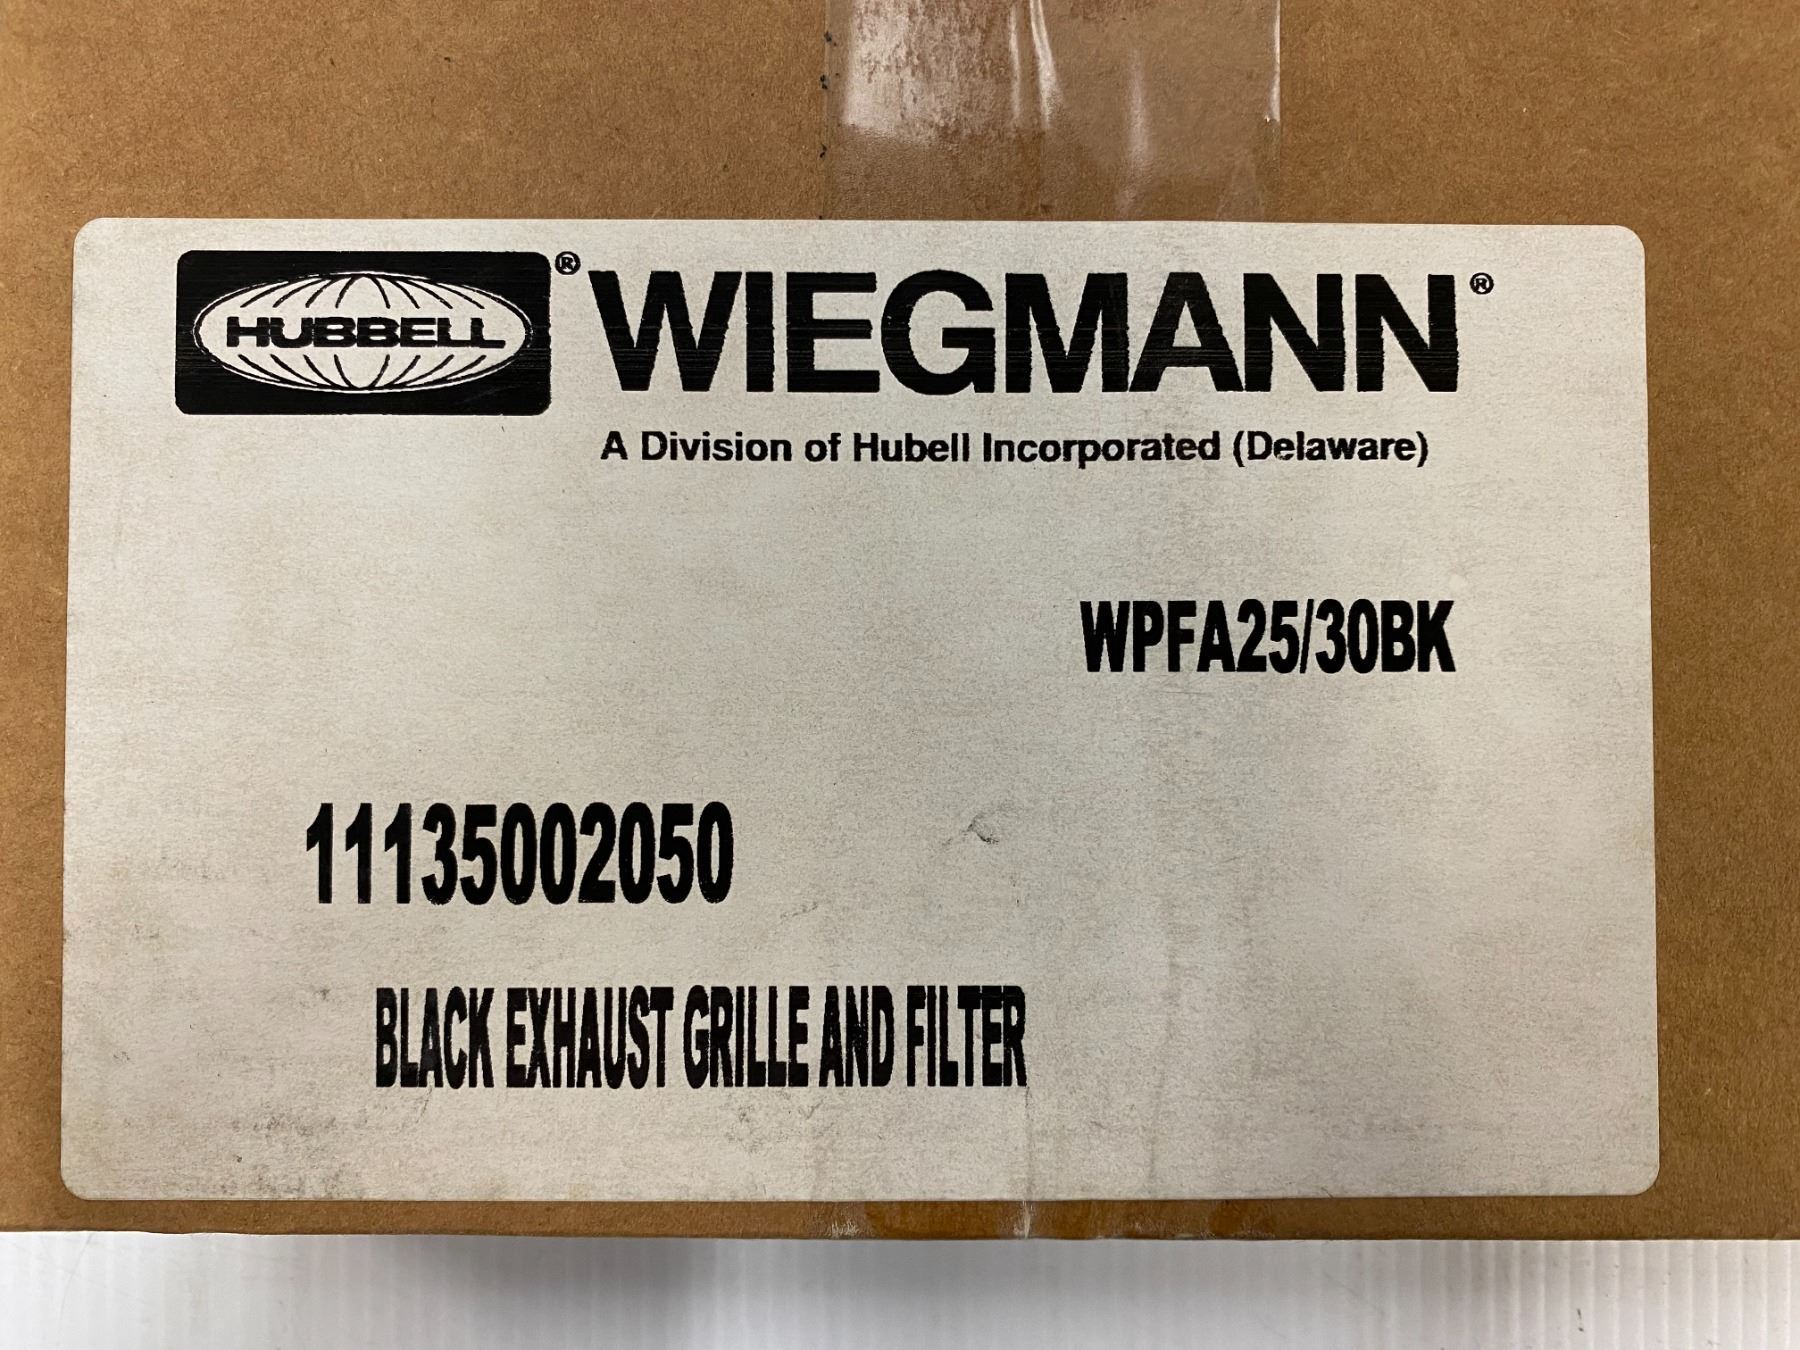 HUBBELL® WIEGMANN®
A Division of Hubell Incorporated (Delaware)
WPFA25/30BK
11135002050
BLACK EXHAUST GRILLE AND FILTER